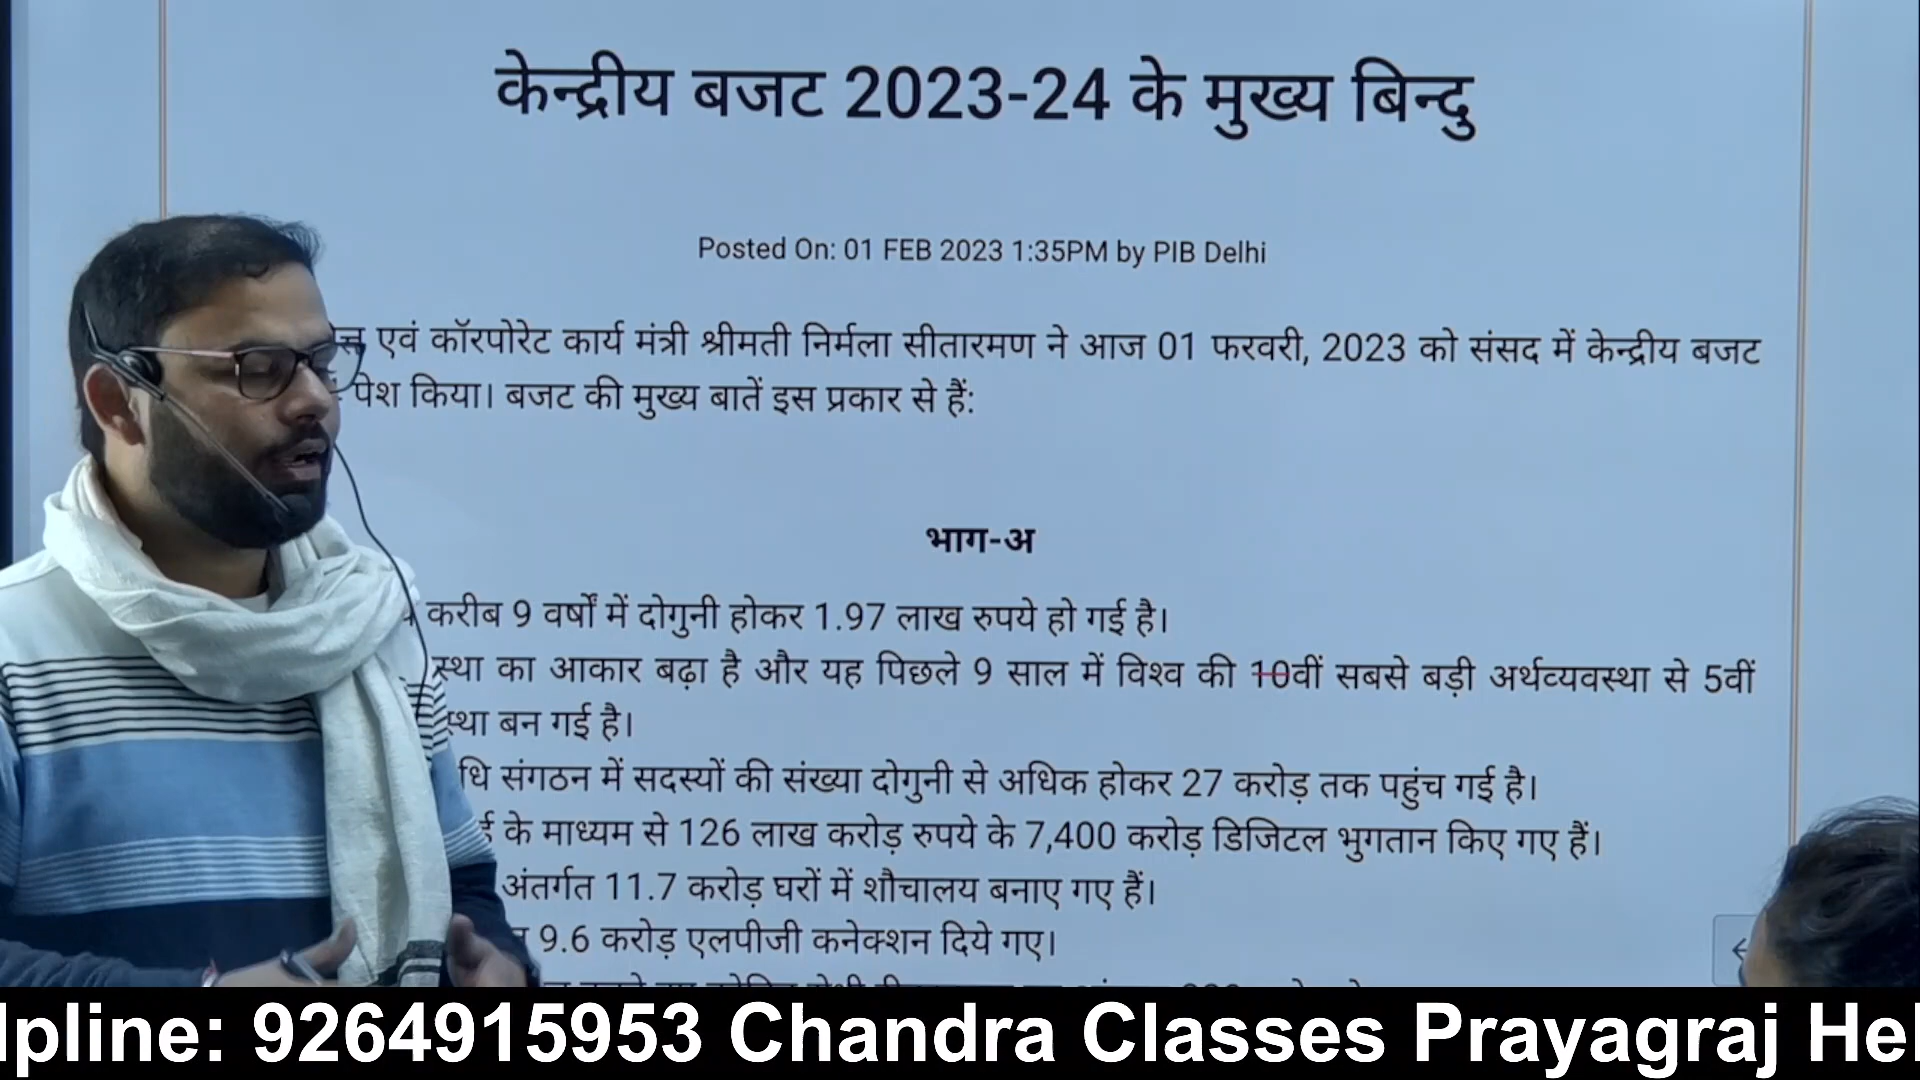 केन्द्रीय बजट 2023-24 के मुख्य बिन्दु
Posted On: 01 FEB 2023 1:35PM by PIB Delhi
एवं कॉरपोरेट कार्य मंत्री श्रीमती निर्मला सीतारमण ने आज 01 फरवरी, 2023 को संसद में केन्द्रीय बजट
पेश किया। बजट की मुख्य बातें इस प्रकार से हैं:
भाग-अ
करीब 9 वर्षों में दोगुनी होकर 1.97 लाख रुपये हो गई है।
स्था का आकार बढ़ा है और यह पिछले 9 साल में विश्व की 10वीं सबसे बड़ी अर्थव्यवस्था से 5वीं
स्था बन गई है।
धि संगठन में सदस्यों की संख्या दोगुनी से अधिक होकर 27 करोड़ तक पहुंच गई है।
के माध्यम से 126 लाख करोड़ रुपये के 7,400 करोड़ डिजिटल भुगतान किए गए हैं।
अंतर्गत 11.7 करोड़ घरों में शौचालय बनाए गए हैं।
9.6 करोड़ एलपीजी कनेक्शन दिये गए।
lpline: 9264915953 Chandra Classes Prayagraj Hel